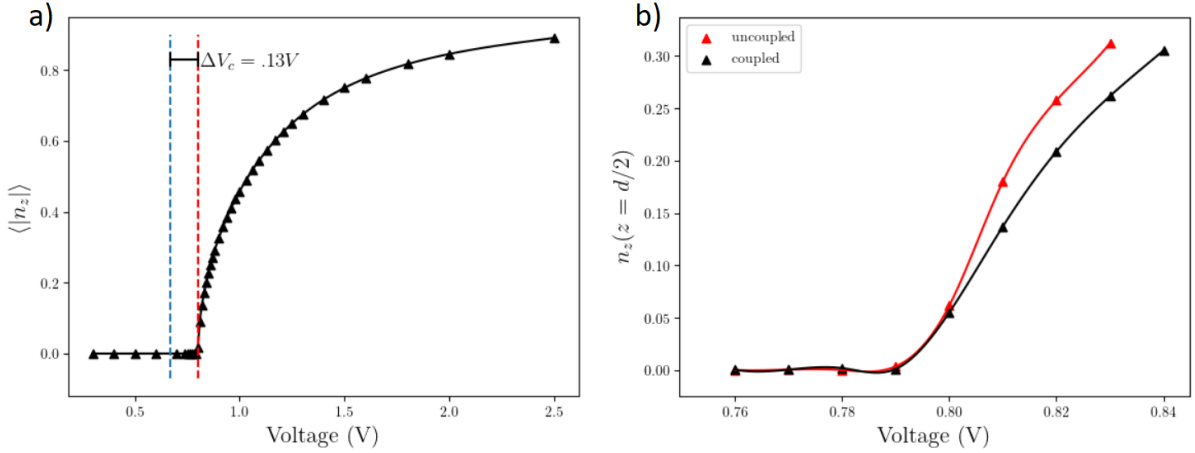 a)
ΔV_c = .13V
⟨|n_z|⟩
0.8
0.6
0.4
0.2
0.0
0.5
1.0
1.5
2.0
2.5
Voltage (V)
b)
uncoupled
coupled
n_z(z = d/2)
0.30
0.25
0.20
0.15
0.10
0.05
0.00
0.76
0.78
0.80
0.82
0.84
Voltage (V)